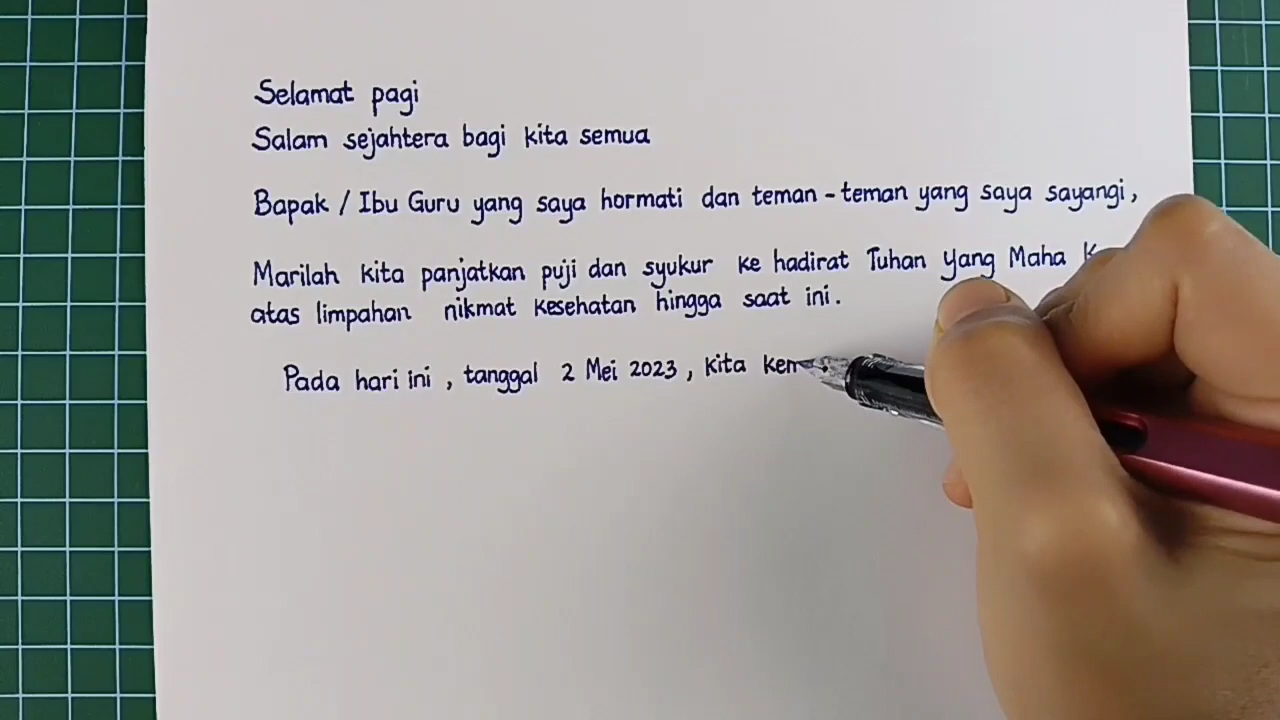 Selamat pagi
Salam sejahtera bagi kita semua
Bapak / Ibu Guru yang saya hormati dan teman - teman yang saya sayangi,
Marilah kita panjatkan puji dan syukur ke hadirat Tuhan Yang Maha
atas limpahan nikmat kesehatan hingga saat ini.
Pada hari ini, tanggal 2 Mei 2023, kita